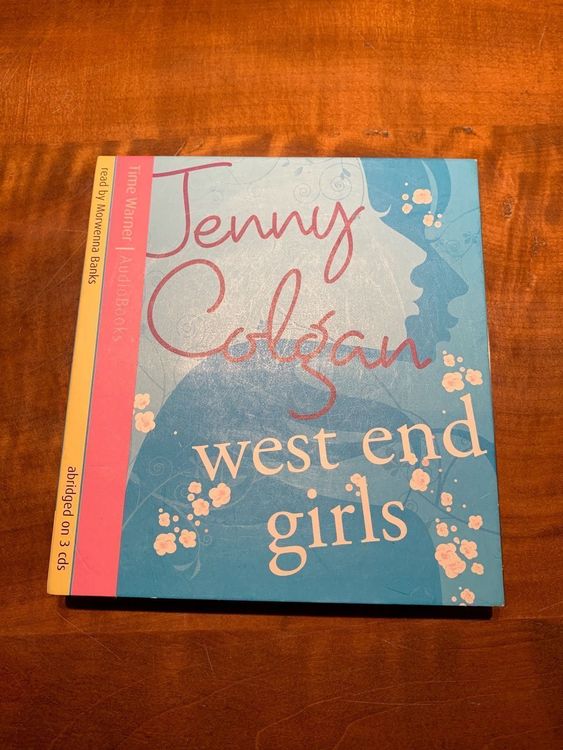 Jenny
Colgan
west end
girls
Time Warner | AudioBooks
read by Morwenna Banks
abridged on 3 cds